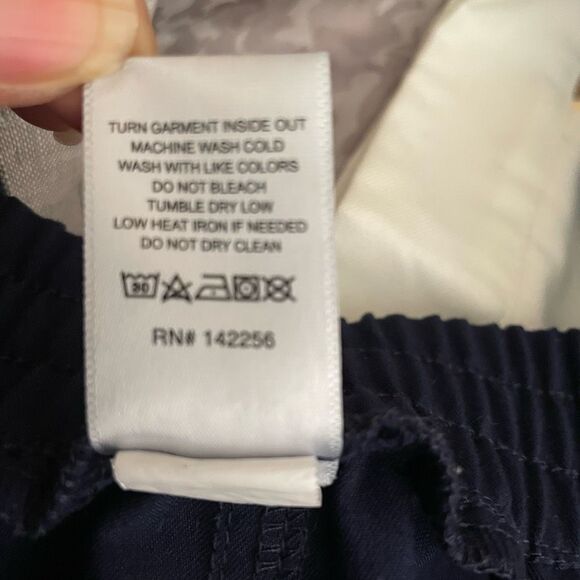 TURN GARMENT INSIDE OUT
MACHINE WASH COLD
WASH WITH LIKE COLORS
DO NOT BLEACH
TUMBLE DRY LOW
LOW HEAT IRON IF NEEDED
DO NOT DRY CLEAN
30
RN# 142256